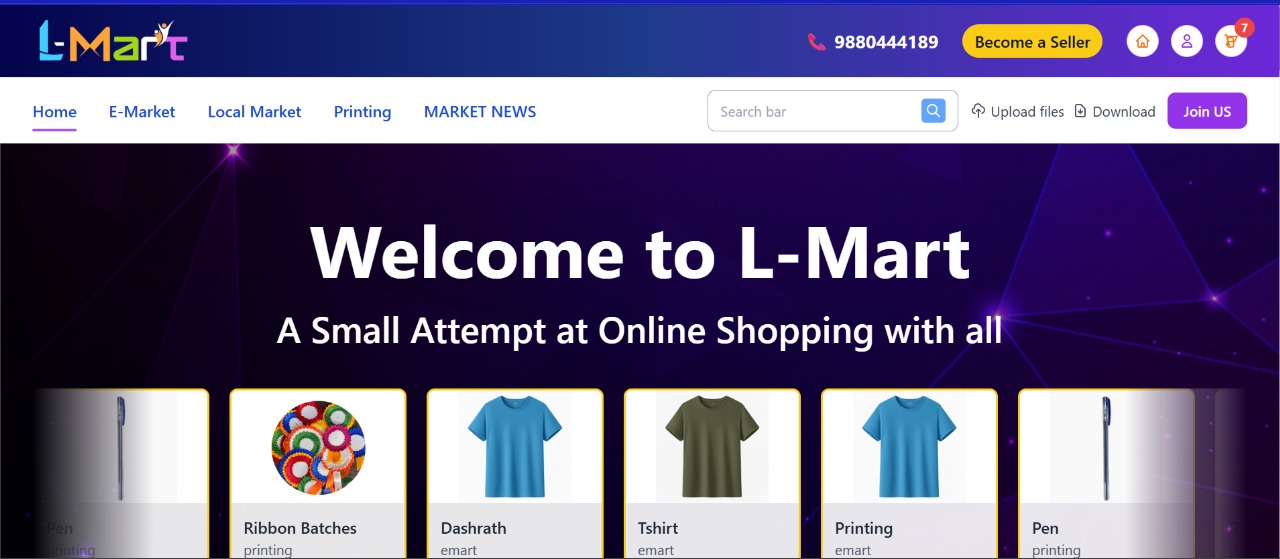 L-Mart
9880444189
Become a Seller
7
Home
E-Market
Local Market
Printing
MARKET NEWS
Search bar
Upload files
Download
Join US
Welcome to L-Mart
A Small Attempt at Online Shopping with all
Pen
printing
Ribbon Batches
printing
Dashrath
emart
Tshirt
emart
Printing
emart
Pen
printing